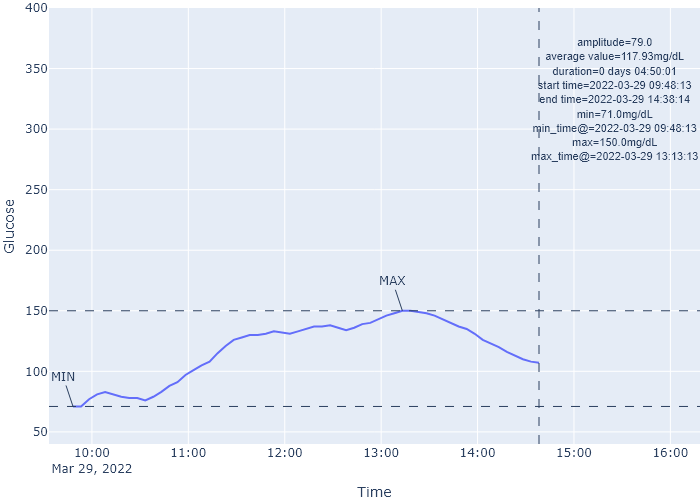 400
350
300
250
200
150
100
50
Glucose
amplitude=79.0
average value=117.93mg/dL
duration=0 days 04:50:01
start time=2022-03-29 09:48:13
end time=2022-03-29 14:38:14
min=71.0mg/dL
min_time@=2022-03-29 09:48:13
max=150.0mg/dL
max_time@=2022-03-29 13:13:13
MAX
MIN
10:00 11:00 12:00 13:00 14:00 15:00 16:00
Mar 29, 2022
Time